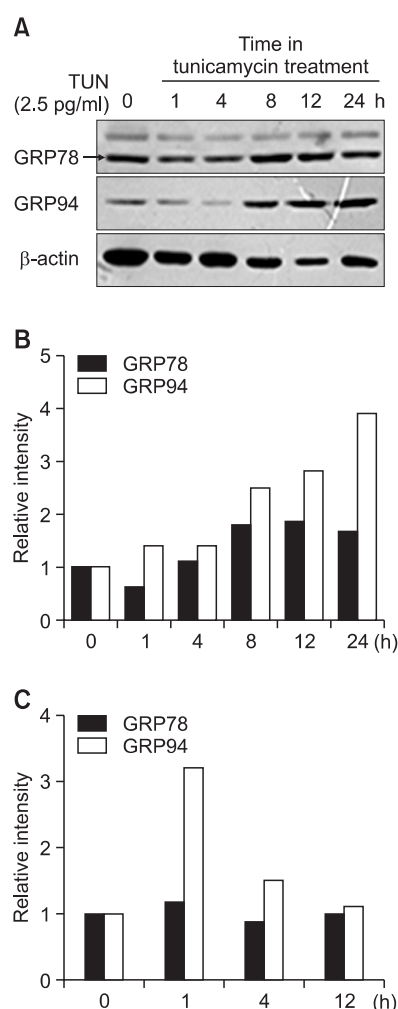 A
Time in
tunicamycin treatment
TUN
(2.5 pg/ml)
0 1 4 8 12 24 h
GRP78
GRP94
β-actin
B
5
4
3
2
1
0
Relative intensity
GRP78
GRP94
0 1 4 8 12 24 (h)
C
4
3
2
1
0
Relative intensity
GRP78
GRP94
0 1 4 12 (h)